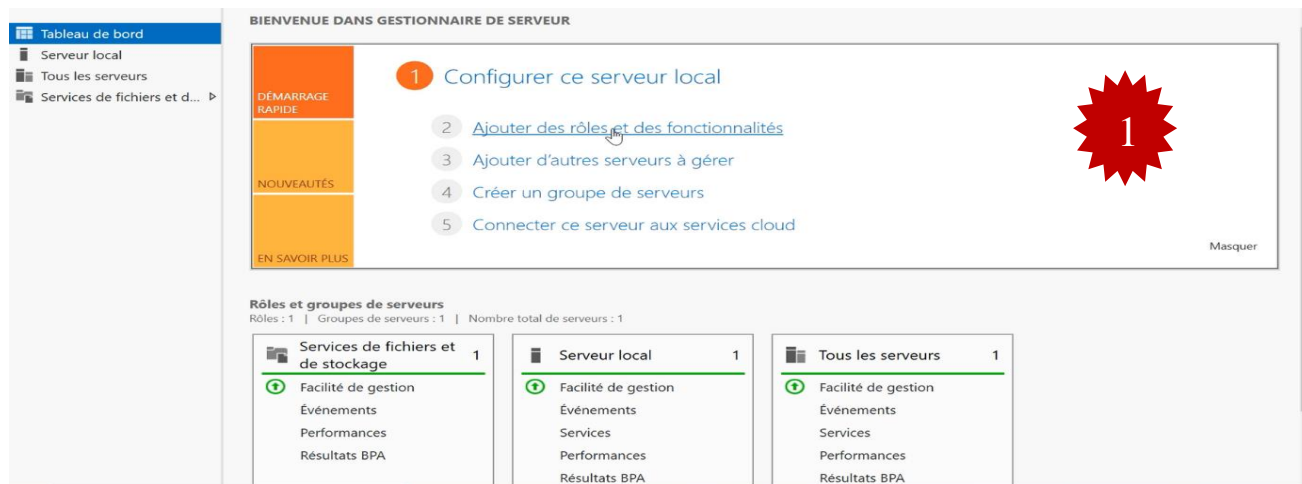 BIENVENUE DANS GESTIONNAIRE DE SERVEUR
Tableau de bord
Serveur local
Tous les serveurs
Services de fichiers et d...
DÉMARRAGE
RAPIDE
NOUVEAUTÉS
EN SAVOIR PLUS
1 Configurer ce serveur local
2 Ajouter des rôles et des fonctionnalités
3 Ajouter d'autres serveurs à gérer
4 Créer un groupe de serveurs
5 Connecter ce serveur aux services cloud
1
Masquer
Rôles et groupes de serveurs
Rôles : 1 | Groupes de serveurs : 1 | Nombre total de serveurs : 1
Services de fichiers et
de stockage
1
Facilité de gestion
Événements
Performances
Résultats BPA
Serveur local 1
Facilité de gestion
Événements
Services
Performances
Résultats BPA
Tous les serveurs 1
Facilité de gestion
Événements
Services
Performances
Résultats BPA